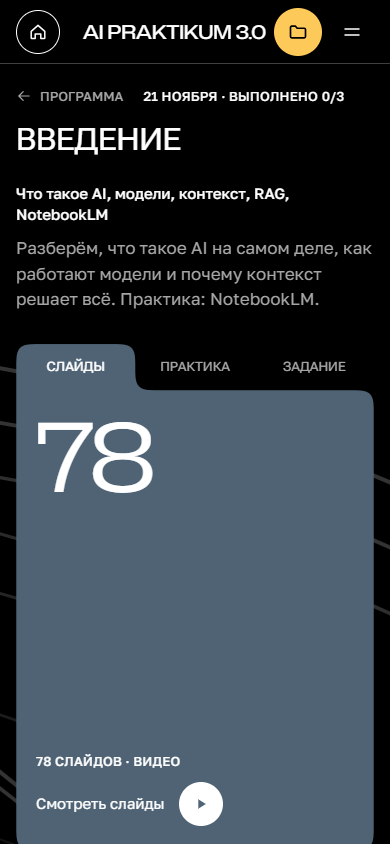 AI PRAKTIKUM 3.0
ПРОГРАММА
21 НОЯБРЯ · ВЫПОЛНЕНО 0/3
ВВЕДЕНИЕ
Что такое AI, модели, контекст, RAG,
NotebookLM
Разберём, что такое AI на самом деле, как
работают модели и почему контекст
решает всё. Практика: NotebookLM.
СЛАЙДЫ
ПРАКТИКА
ЗАДАНИЕ
78
78 СЛАЙДОВ · ВИДЕО
Смотреть слайды